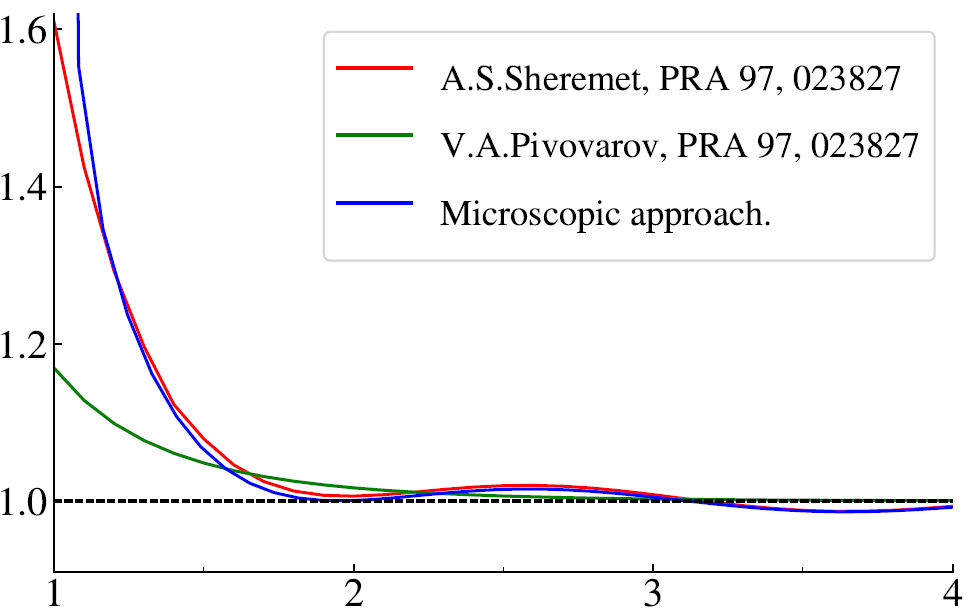 1.6
A.S.Sheremet, PRA 97, 023827
V.A.Pivovarov, PRA 97, 023827
1.4
Microscopic approach.
1.2
1.0
1 2 3 4